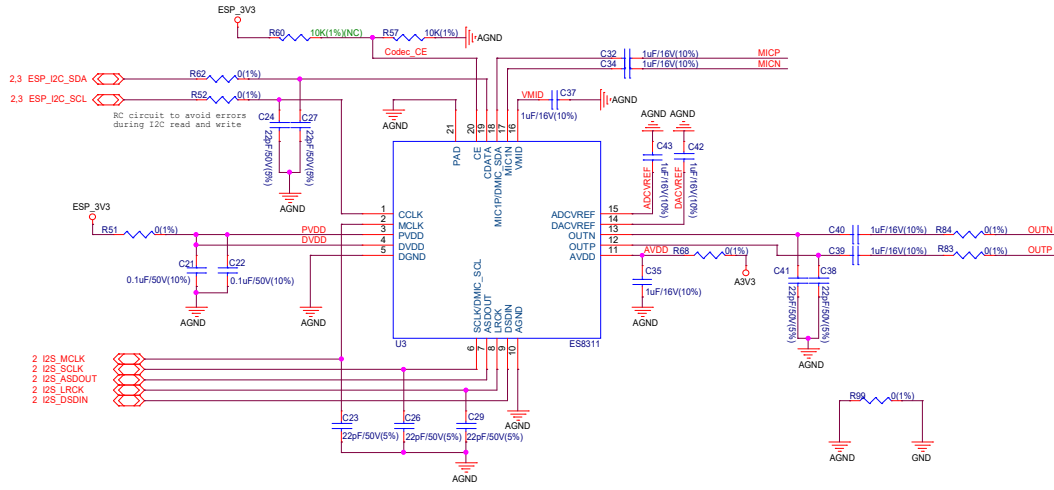 ESP_3V3
R60 10K(1%)(NC) R57 10K(1%) AGND
Codec_CE
C32 1uF/16V(10%) MICP
C34 1uF/16V(10%) MICN
2,3 ESP_I2C_SDA R62 0(1%)
2,3 ESP_I2C_SCL R52 0(1%)
RC circuit to avoid errors
during I2C read and write
C24 C27
22pF/50V(5%) 22pF/50V(5%)
AGND
AGND
VMID C37 AGND
1uF/16V(10%)
AGND AGND
C43 C42
1uF/16V(10%) 1uF/16V(10%)
ADCVREF DACVREF
21 20 19 18 17 16
PAD CE CDATA MIC1P/DMIC_SDA MIC1N VMID
ESP_3V3
R51 0(1%) PVDD
DVDD
C21 C22
0.1uF/50V(10%) 0.1uF/50V(10%)
AGND
AGND
1 CCLK
2 MCLK
3 PVDD
4 DVDD
5 DGND
ADCVREF 15
DACVREF 14
OUTN 13
OUTP 12
AVDD 11
C40 1uF/16V(10%) R84 0(1%) OUTN
C39 1uF/16V(10%) R83 0(1%) OUTP
AVDD R68 0(1%)
A3V3
C35
1uF/16V(10%)
AGND
C41 C38
22pF/50V(5%) 22pF/50V(5%)
AGND
SCLK/DMIC_SCL ASDOUT LRCK DSDIN AGND
U3 ES8311
6 7 8 9 10
2 I2S_MCLK
2 I2S_SCLK
2 I2S_ASDOUT
2 I2S_LRCK
2 I2S_DSDIN
C23 C26 C29
22pF/50V(5%) 22pF/50V(5%) 22pF/50V(5%)
AGND
AGND
R99 0(1%)
AGND GND